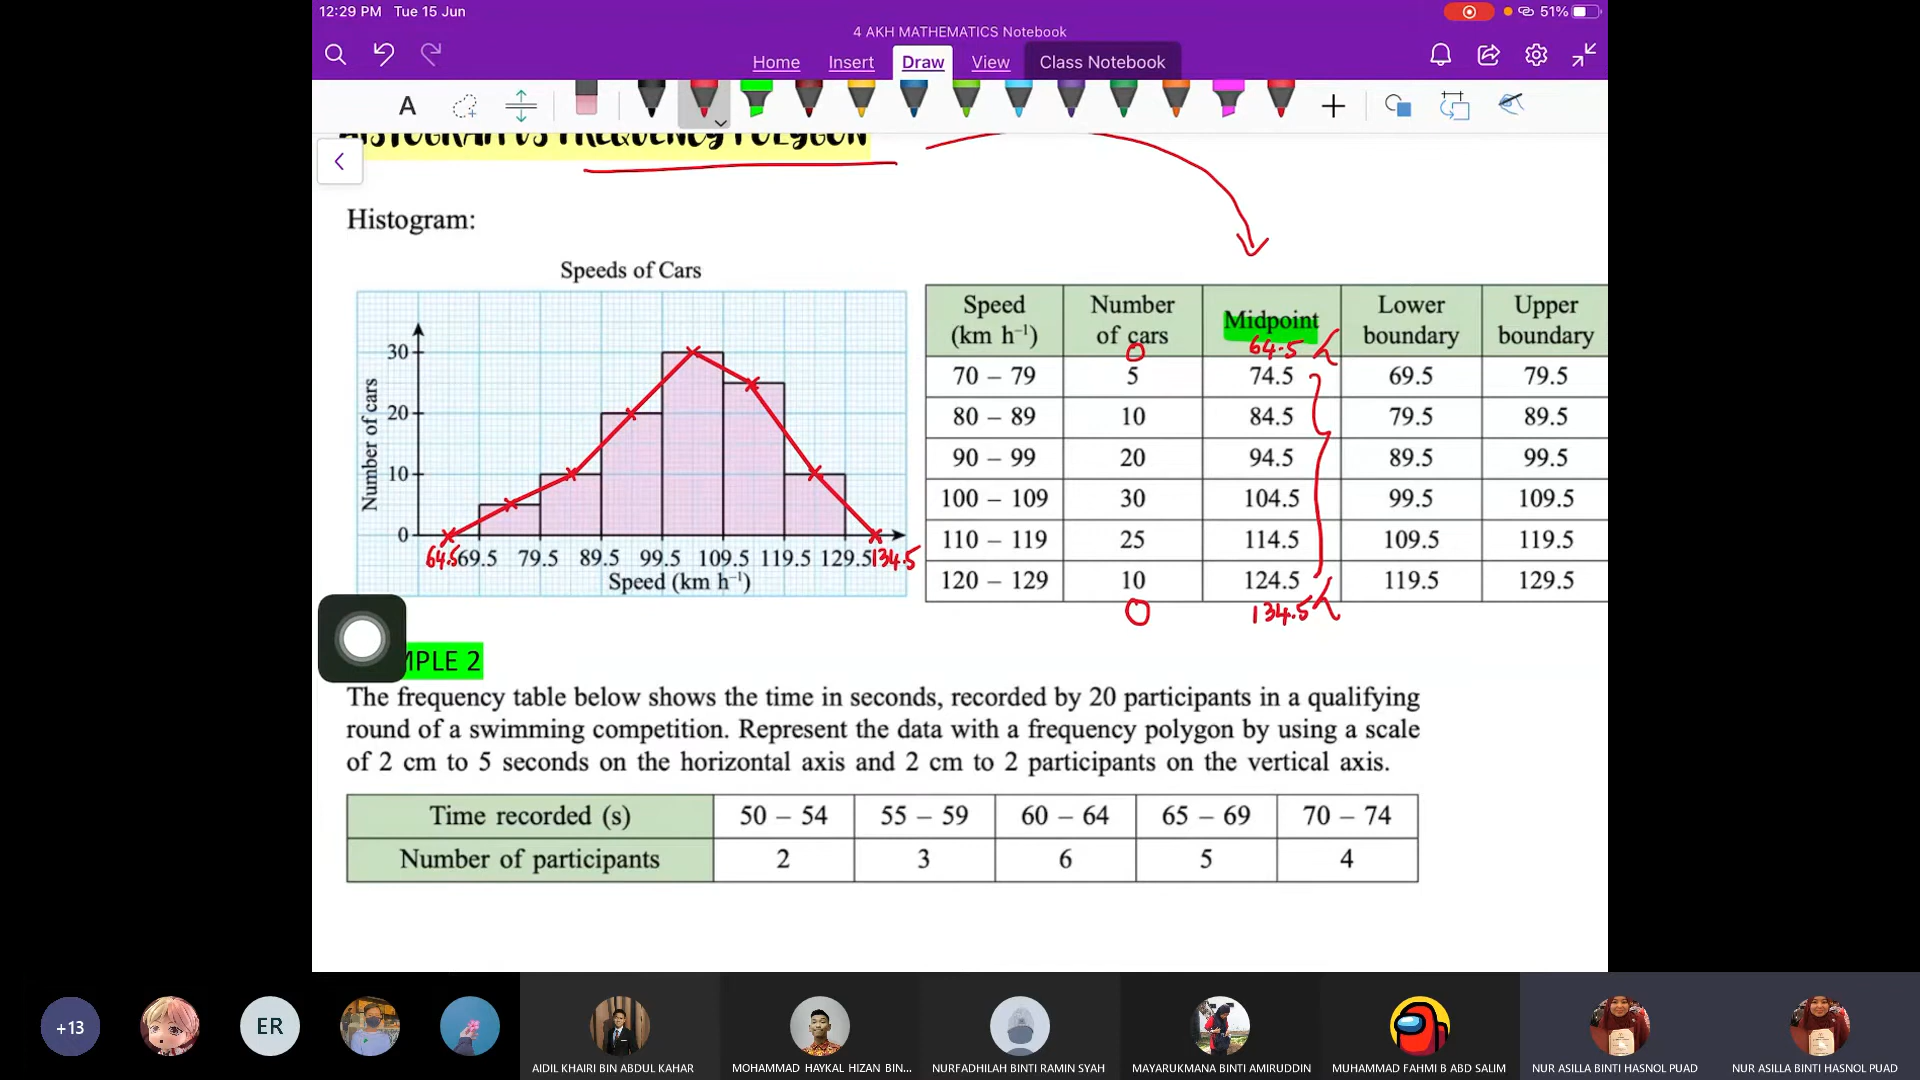 12:29 PM Tue 15 Jun
51%
4 AKH MATHEMATICS Notebook
Home Insert Draw View Class Notebook
A
HISTOGRAM VS FREQUENCY POLYGON
Histogram:
Speeds of Cars
Number of cars
30
20
10
0
64.5 69.5 79.5 89.5 99.5 109.5 119.5 129.5 134.5
Speed (km h⁻¹)
Speed (km h⁻¹) Number of cars Midpoint Lower boundary Upper boundary
0 64.5
70 – 79 5 74.5 69.5 79.5
80 – 89 10 84.5 79.5 89.5
90 – 99 20 94.5 89.5 99.5
100 – 109 30 104.5 99.5 109.5
110 – 119 25 114.5 109.5 119.5
120 – 129 10 124.5 119.5 129.5
0 134.5
MPLE 2
The frequency table below shows the time in seconds, recorded by 20 participants in a qualifying
round of a swimming competition. Represent the data with a frequency polygon by using a scale
of 2 cm to 5 seconds on the horizontal axis and 2 cm to 2 participants on the vertical axis.
Time recorded (s) 50 – 54 55 – 59 60 – 64 65 – 69 70 – 74
Number of participants 2 3 6 5 4
+13
ER
AIDIL KHAIRI BIN ABDUL KAHAR
MOHAMMAD HAYKAL HIZAN BIN...
NURFADHILAH BINTI RAMIN SYAH
MAYARUKMANA BINTI AMIRUDDIN
MUHAMMAD FAHMI B ABD SALIM
NUR ASILLA BINTI HASNOL PUAD
NUR ASILLA BINTI HASNOL PUAD